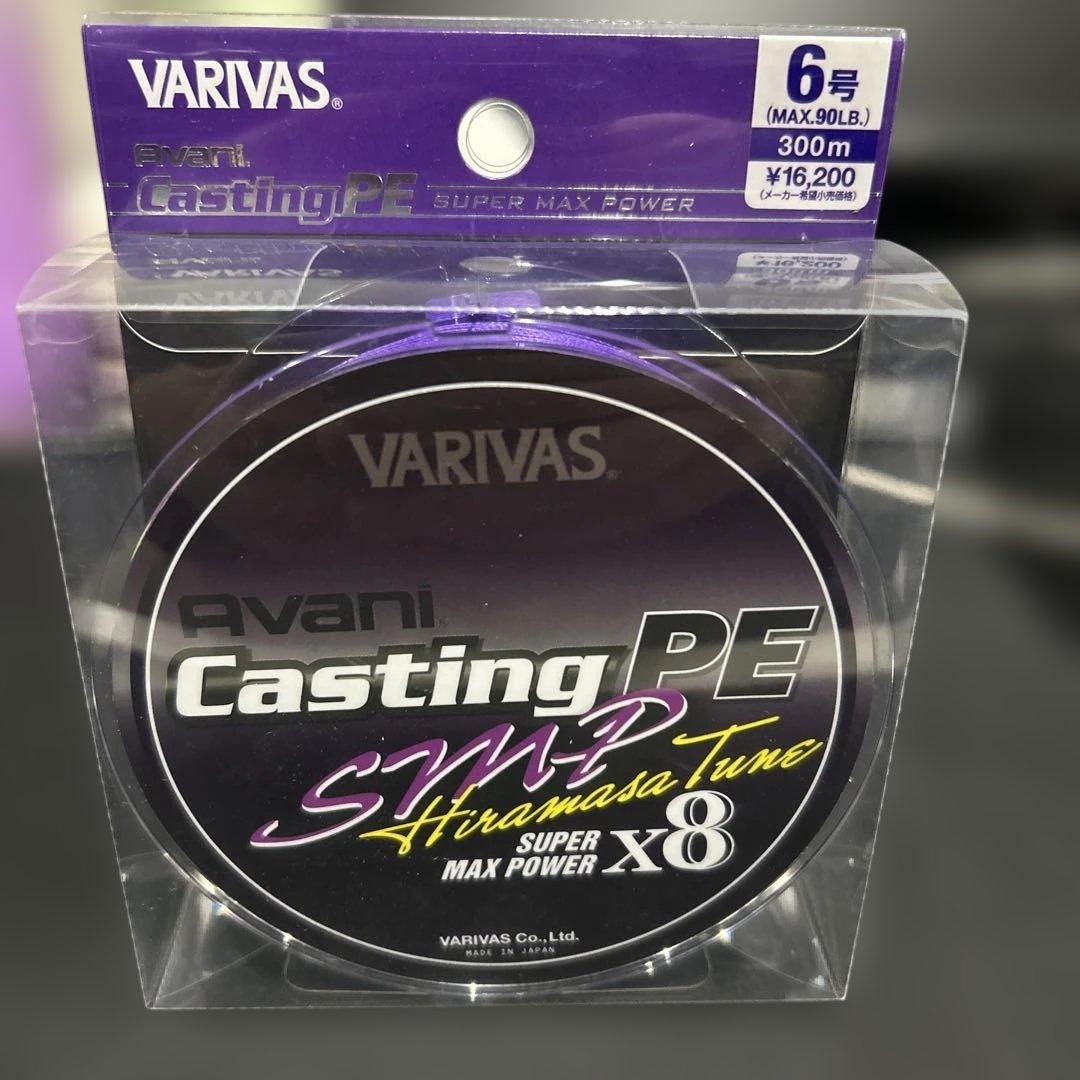 VARIVAS®
Avani
Casting PE SUPER MAX POWER
6号
(MAX.90LB.)
300m
¥16,200
(メーカー希望小売価格)
VARIVAS®
Avani
Casting PE
SMP
Hiramasa Tune
SUPER
MAX POWER x8
VARIVAS Co.,Ltd.
MADE IN JAPAN